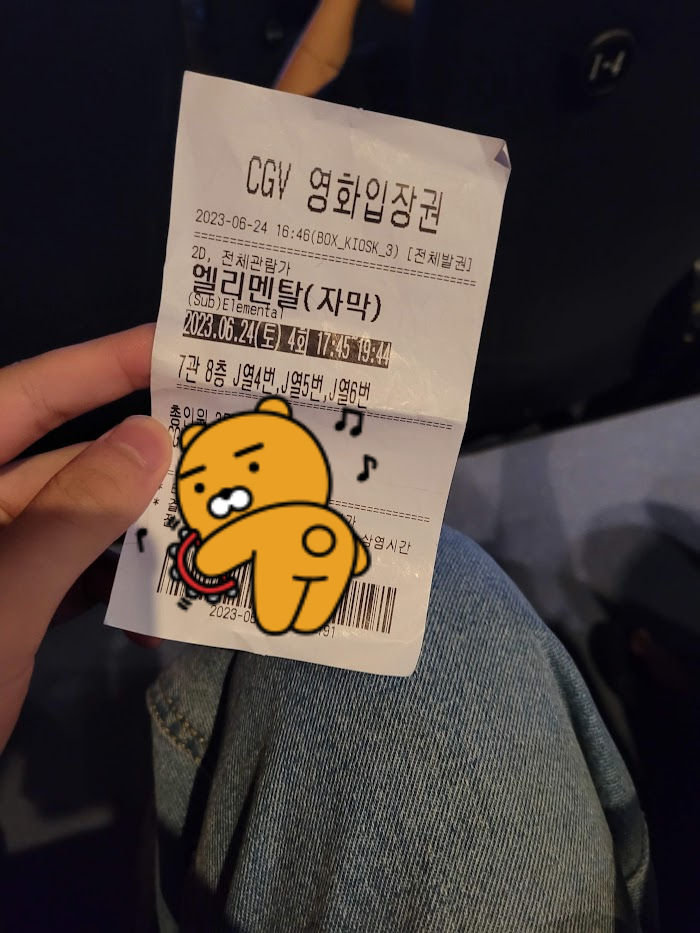 CGV 영화입장권
2023-06-24 16:46(BOX_KIOSK_3) [전체발권]
2D, 전체관람가
엘리멘탈(자막)
(Sub)Elemental
2023.06.24(토) 4회 17:45 19:44
7관 8층 J열4번,J열5번,J열6번
총인원
상영시간